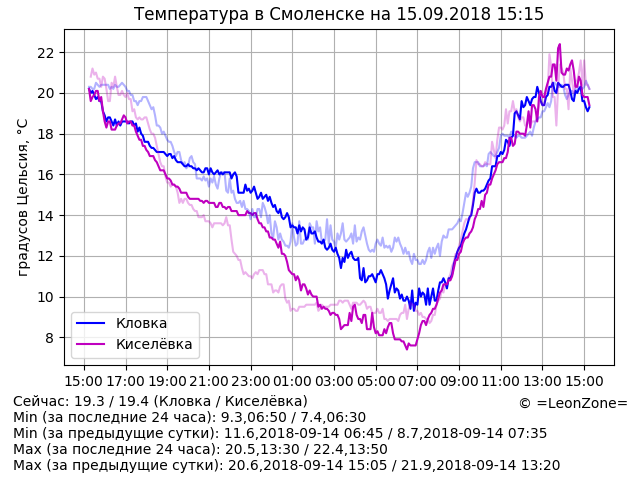 Температура в Смоленске на 15.09.2018 15:15
градусов Цельсия, °C
22
20
18
16
14
12
10
8
Кловка
Киселёвка
15:00 17:00 19:00 21:00 23:00 01:00 03:00 05:00 07:00 09:00 11:00 13:00 15:00
Сейчас: 19.3 / 19.4 (Кловка / Киселёвка)
© =LeonZone=
Min (за последние 24 часа): 9.3,06:50 / 7.4,06:30
Min (за предыдущие сутки): 11.6,2018-09-14 06:45 / 8.7,2018-09-14 07:35
Max (за последние 24 часа): 20.5,13:30 / 22.4,13:50
Max (за предыдущие сутки): 20.6,2018-09-14 15:05 / 21.9,2018-09-14 13:20